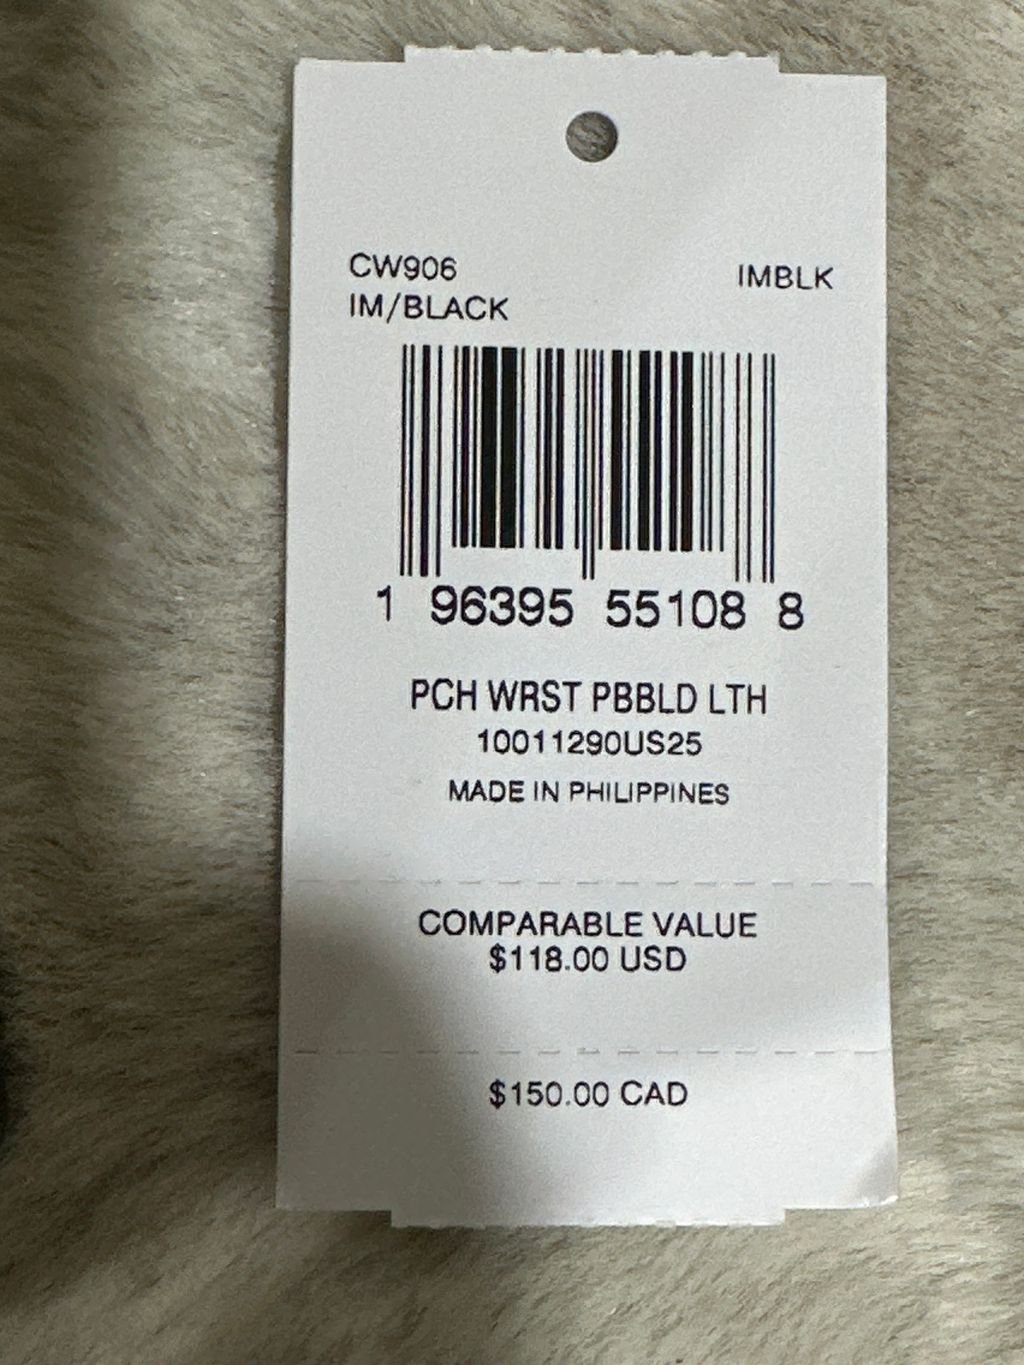 CW906
IMBLK
IM/BLACK
1 96395 55108 8
PCH WRST PBBLD LTH
10011290US25
MADE IN PHILIPPINES
COMPARABLE VALUE
$118.00 USD
$150.00 CAD